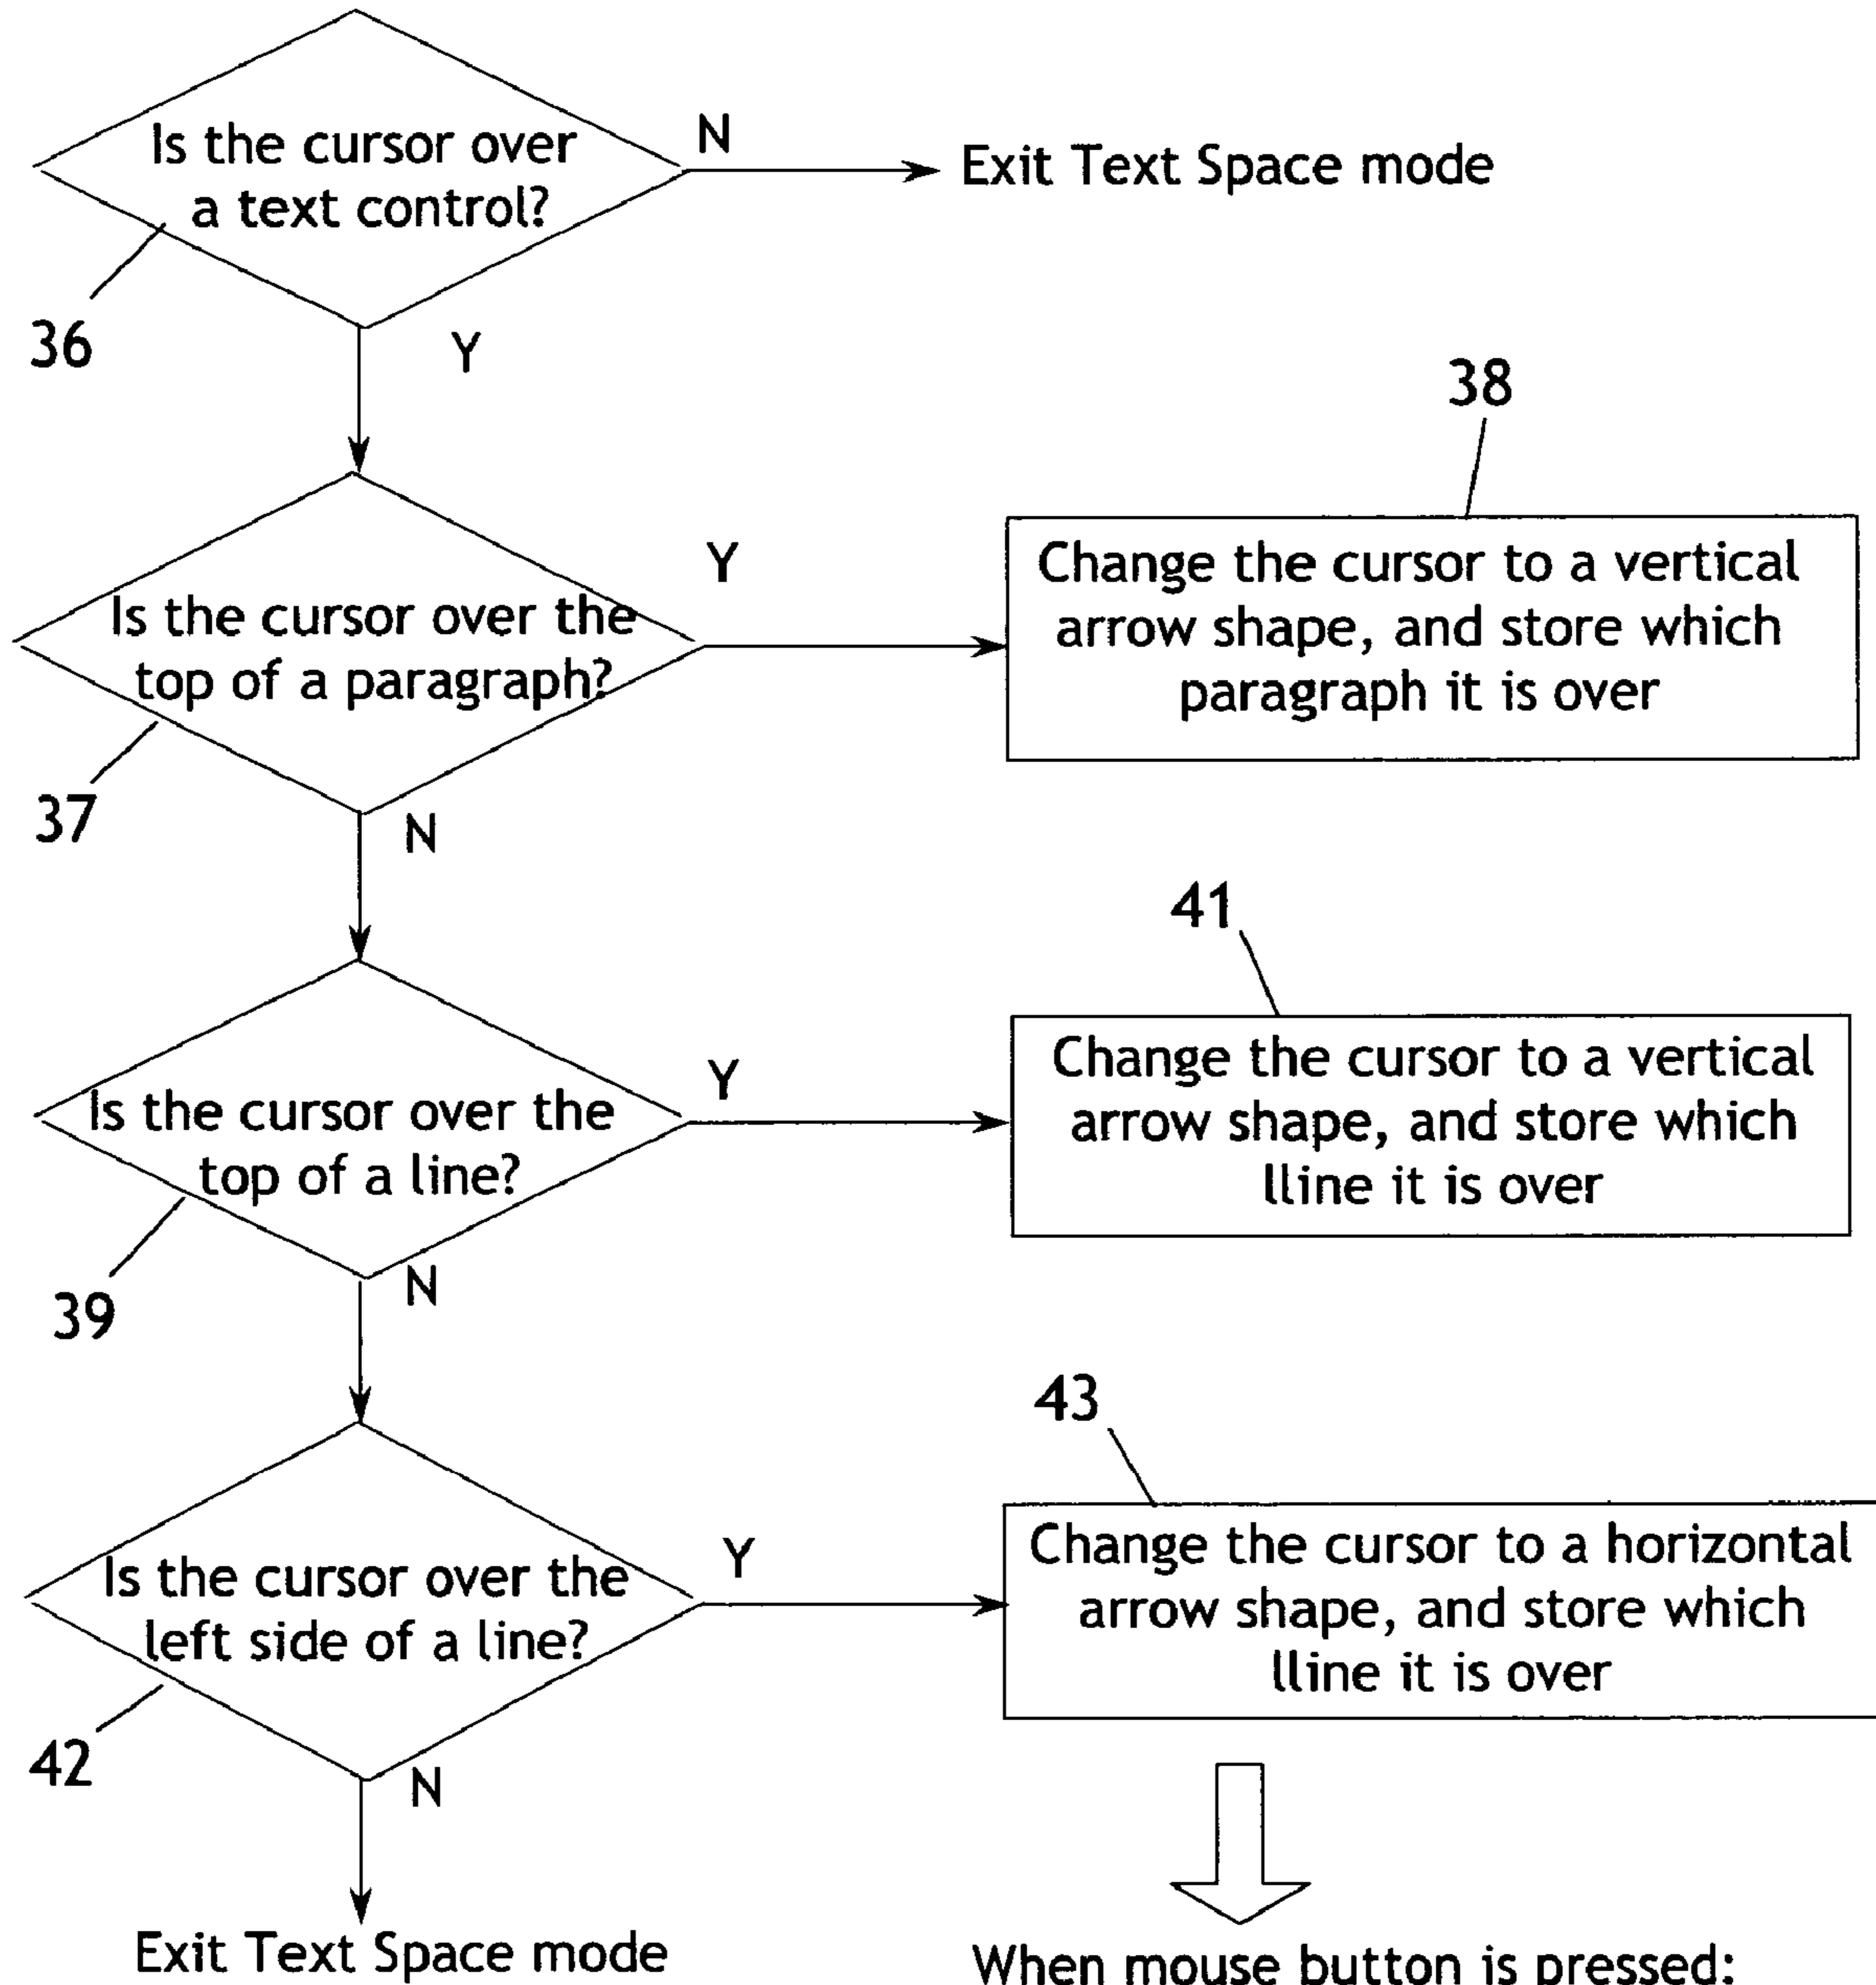 Is the cursor over
a text control?
N
Exit Text Space mode
36
Y
38
Is the cursor over the
top of a paragraph?
Y
Change the cursor to a vertical
arrow shape, and store which
paragraph it is over
37
N
41
Is the cursor over the
top of a line?
Y
Change the cursor to a vertical
arrow shape, and store which
lline it is over
39
N
43
Is the cursor over the
left side of a line?
Y
Change the cursor to a horizontal
arrow shape, and store which
lline it is over
42
N
Exit Text Space mode
When mouse button is pressed: